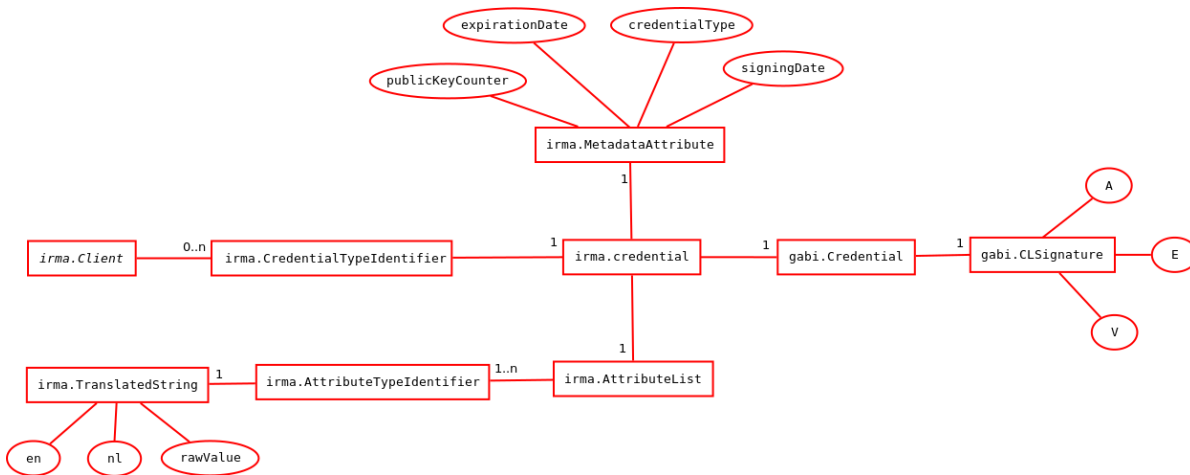 expirationDate
credentialType
publicKeyCounter
signingDate
irma.MetadataAttribute
1
A
irma.Client
0..n
irma.CredentialTypeIdentifier
1
irma.credential
1
gabi.Credential
1
gabi.CLSignature
E
V
1
irma.TranslatedString
1
irma.AttributeTypeIdentifier
1..n
irma.AttributeList
en
nl
rawValue